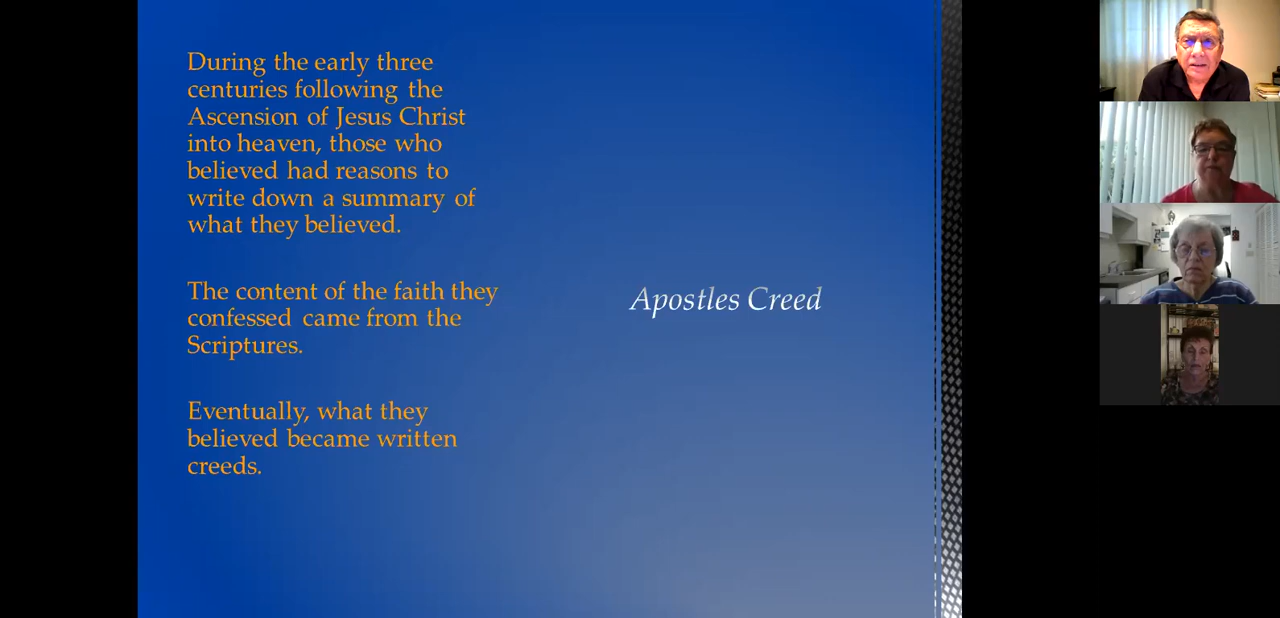 During the early three
centuries following the
Ascension of Jesus Christ
into heaven, those who
believed had reasons to
write down a summary of
what they believed.
The content of the faith they
confessed came from the
Scriptures.
Eventually, what they
believed became written
creeds.
Apostles Creed